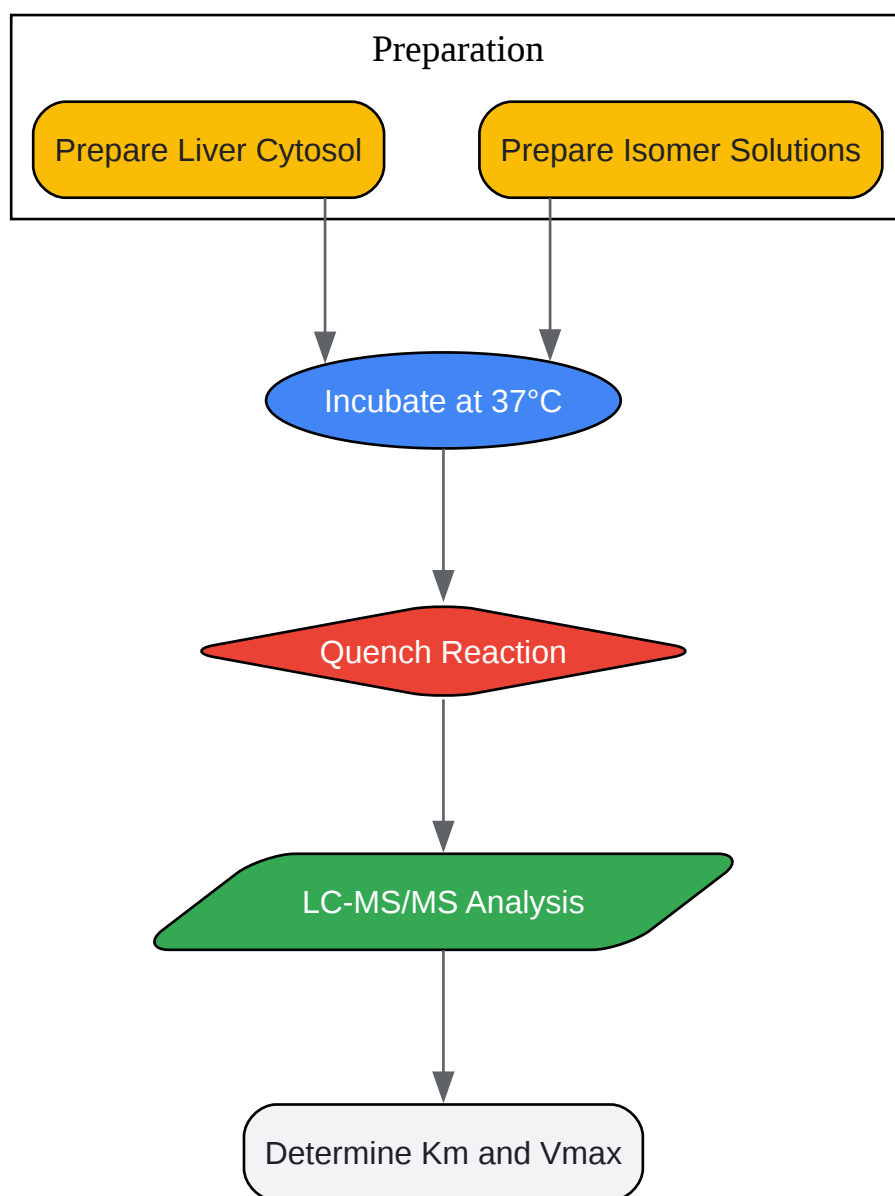 Preparation
Prepare Liver Cytosol
Prepare Isomer Solutions
Incubate at 37°C
Quench Reaction
LC-MS/MS Analysis
Determine Km and Vmax